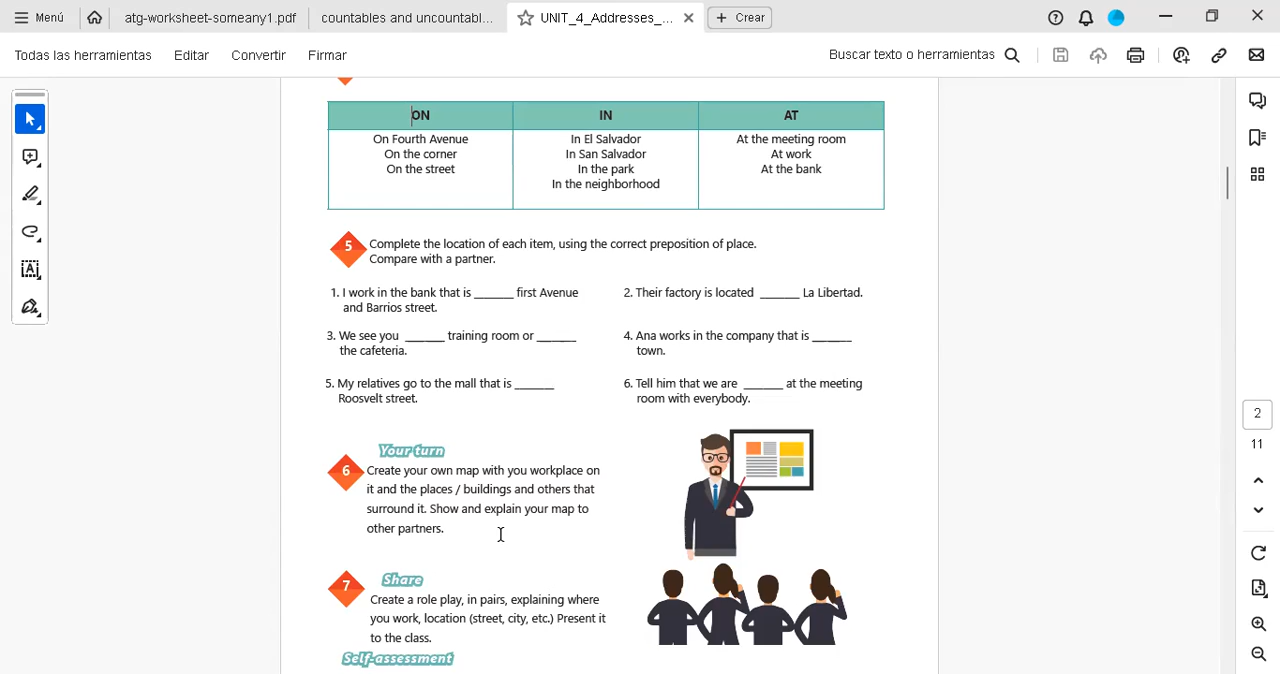 Menú
atg-worksheet-someany1.pdf
countables and uncountabl...
UNIT_4_Addresses_...
Crear
Todas las herramientas
Editar
Convertir
Firmar
Buscar texto o herramientas
ON IN AT
On Fourth Avenue
On the corner
On the street
In El Salvador
In San Salvador
In the park
In the neighborhood
At the meeting room
At work
At the bank
5
Complete the location of each item, using the correct preposition of place.
Compare with a partner.
1. I work in the bank that is ______ first Avenue
and Barrios street.
2. Their factory is located ______ La Libertad.
3. We see you ______ training room or ______
the cafeteria.
4. Ana works in the company that is ______
town.
5. My relatives go to the mall that is ______
Roosvelt street.
6. Tell him that we are ______ at the meeting
room with everybody.
Your turn
6
Create your own map with you workplace on
it and the places / buildings and others that
surround it. Show and explain your map to
other partners.
Share
7
Create a role play, in pairs, explaining where
you work, location (street, city, etc.) Present it
to the class.
Self-assessment
2
11